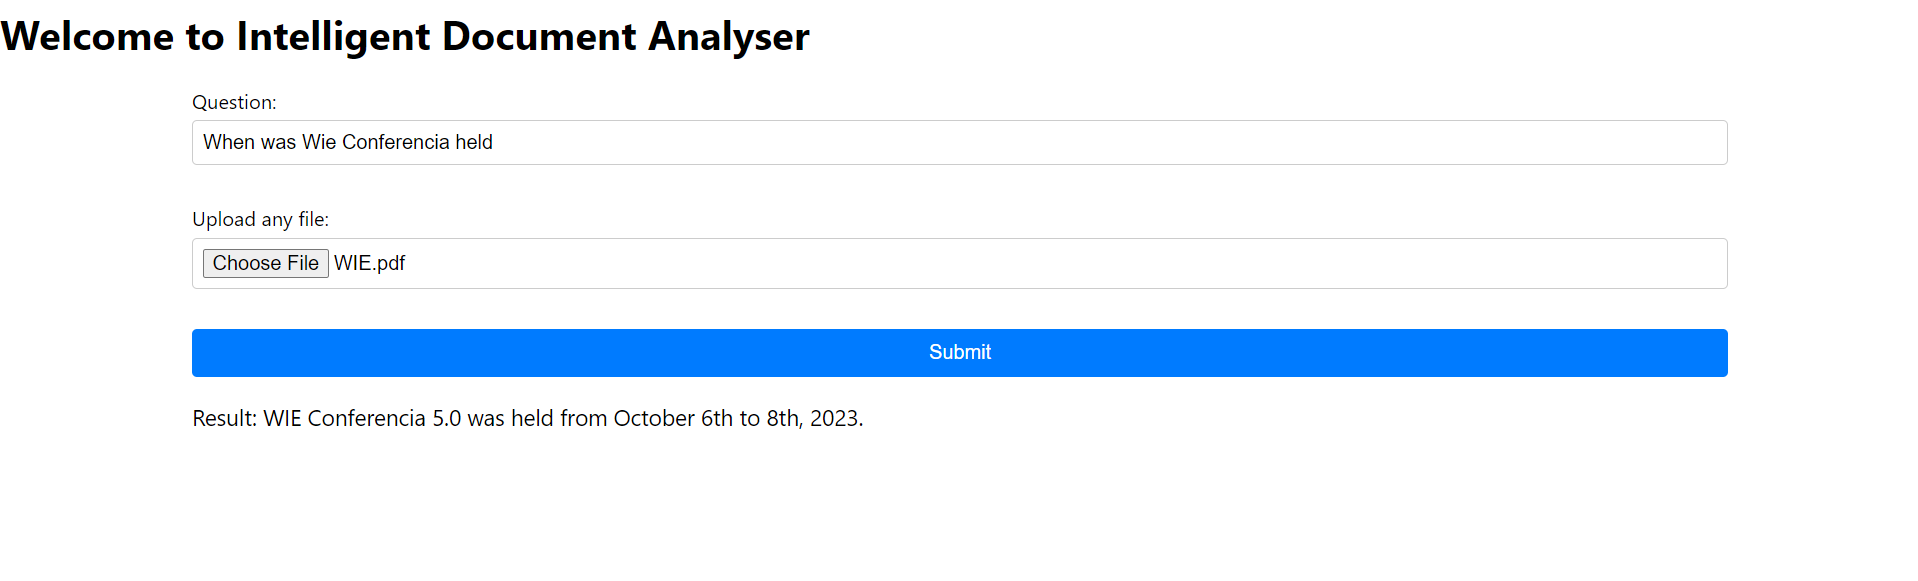 Welcome to Intelligent Document Analyser
Question:
When was Wie Conferencia held
Upload any file:
Choose File WIE.pdf
Submit
Result: WIE Conferencia 5.0 was held from October 6th to 8th, 2023.